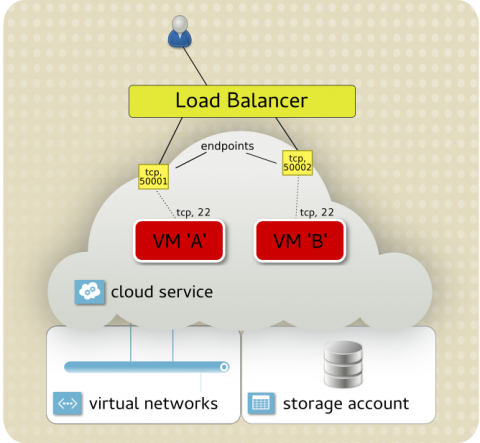 Load Balancer
endpoints
tcp,
50001
tcp,
50002
tcp, 22
tcp, 22
VM 'A'
VM 'B'
cloud service
virtual networks
storage account